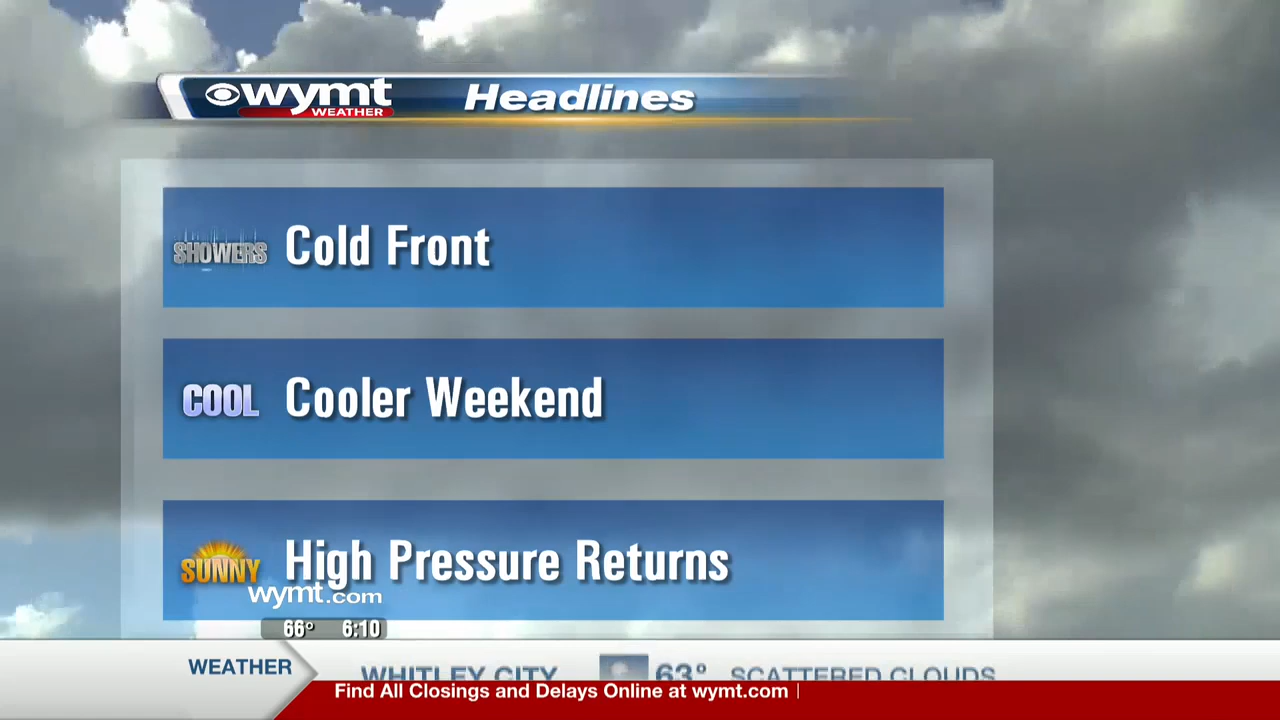 wymt Headlines
WEATHER
SHOWERS Cold Front
COOL Cooler Weekend
SUNNY High Pressure Returns
wymt.com
66° 6:10
WEATHER WHITLEY CITY 63° SCATTERED CLOUDS
Find All Closings and Delays Online at wymt.com